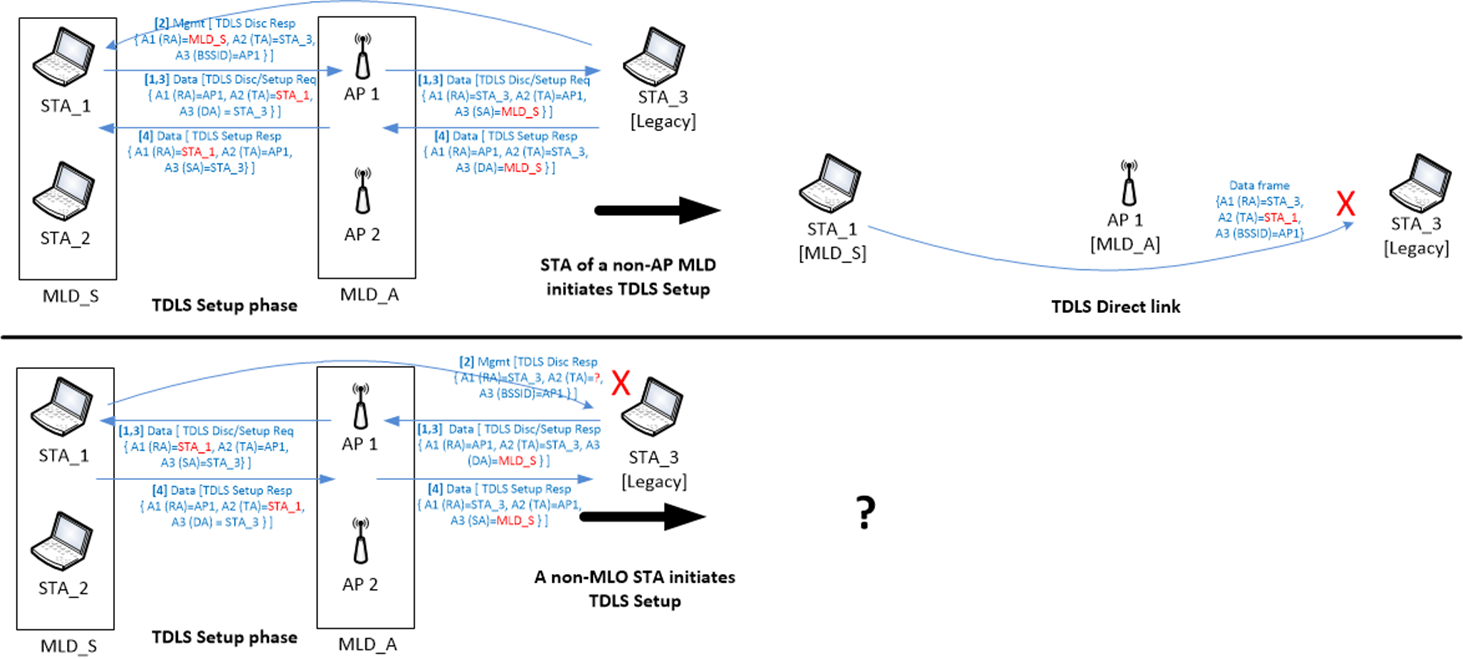 [2] Mgmt [ TDLS Disc Resp
{ A1 (RA)=MLD_S, A2 (TA)=STA_3,
A3 (BSSID)=AP1 } ]
STA_1
[1,3] Data [TDLS Disc/Setup Req
{ A1 (RA)=AP1, A2 (TA)=STA_1,
A3 (DA) = STA_3 } ]
AP 1
[1,3] Data [TDLS Disc/Setup Req
{ A1 (RA)=STA_3, A2 (TA)=AP1,
A3 (SA)=MLD_S } ]
STA_3
[Legacy]
[4] Data [ TDLS Setup Resp
{ A1 (RA)=STA_1, A2 (TA)=AP1,
A3 (SA)=STA_3} ]
[4] Data [ TDLS Setup Resp
{ A1 (RA)=AP1, A2 (TA)=STA_3,
A3 (DA)=MLD_S } ]
STA_2
AP 2
MLD_S
TDLS Setup phase
MLD_A
STA of a non-AP MLD
initiates TDLS Setup
STA_1
[MLD_S]
AP 1
[MLD_A]
Data frame
{A1 (RA)=STA_3,
A2 (TA)=STA_1,
A3 (BSSID)=AP1}
X
STA_3
[Legacy]
TDLS Direct link
[2] Mgmt [TDLS Disc Resp
{ A1 (RA)=STA_3, A2 (TA)=?,
A3 (BSSID)=AP1 } ]
X
STA_1
[1,3] Data [ TDLS Disc/Setup Req
{ A1 (RA)=STA_1, A2 (TA)=AP1,
A3 (SA)=STA_3} ]
AP 1
[1,3] Data [ TDLS Disc/Setup Resp
{ A1 (RA)=AP1, A2 (TA)=STA_3, A3
(DA)=MLD_S } ]
STA_3
[Legacy]
[4] Data [TDLS Setup Resp
{ A1 (RA)=AP1, A2 (TA)=STA_1,
A3 (DA) = STA_3 } ]
[4] Data [ TDLS Setup Resp
{ A1 (RA)=STA_3, A2 (TA)=AP1,
A3 (SA)=MLD_S } ]
?
STA_2
AP 2
A non-MLO STA initiates
TDLS Setup
MLD_S
TDLS Setup phase
MLD_A